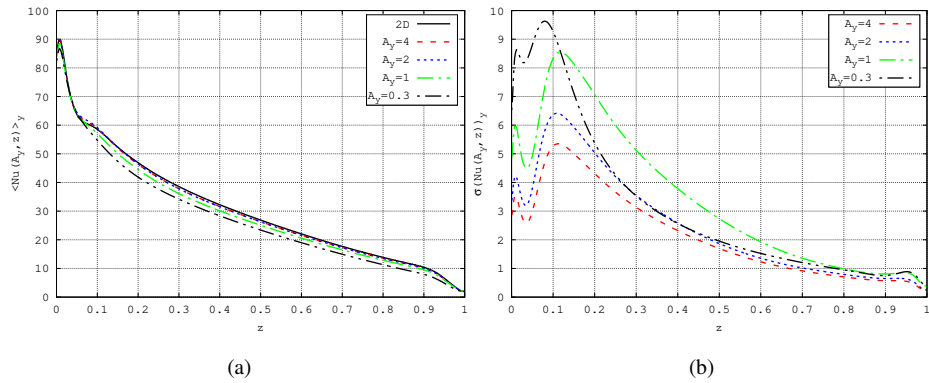 100
90
80
70
60
50
40
30
20
10
0
0 0.1 0.2 0.3 0.4 0.5 0.6 0.7 0.8 0.9 1
z
<Nu(A_y,z)>_y
2D
A_y=4
A_y=2
A_y=1
A_y=0.3
(a)
10
9
8
7
6
5
4
3
2
1
0
0 0.1 0.2 0.3 0.4 0.5 0.6 0.7 0.8 0.9 1
z
σ(Nu(A_y,z))_y
A_y=4
A_y=2
A_y=1
A_y=0.3
(b)